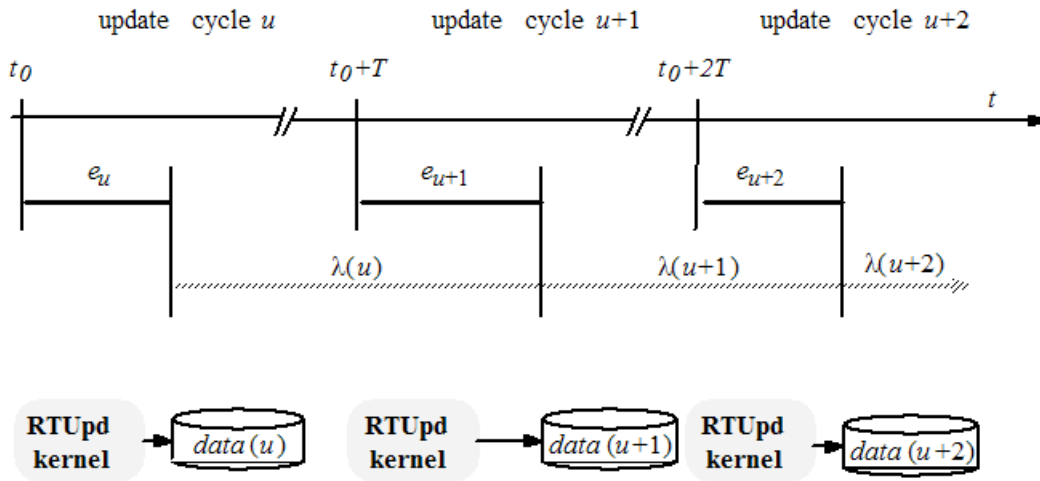 update cycle u
update cycle u+1
update cycle u+2
t0
t0+T
t0+2T
t
eu
eu+1
eu+2
λ(u)
λ(u+1)
λ(u+2)
RTUpd
kernel
data(u)
RTUpd
kernel
data(u+1)
RTUpd
kernel
data(u+2)